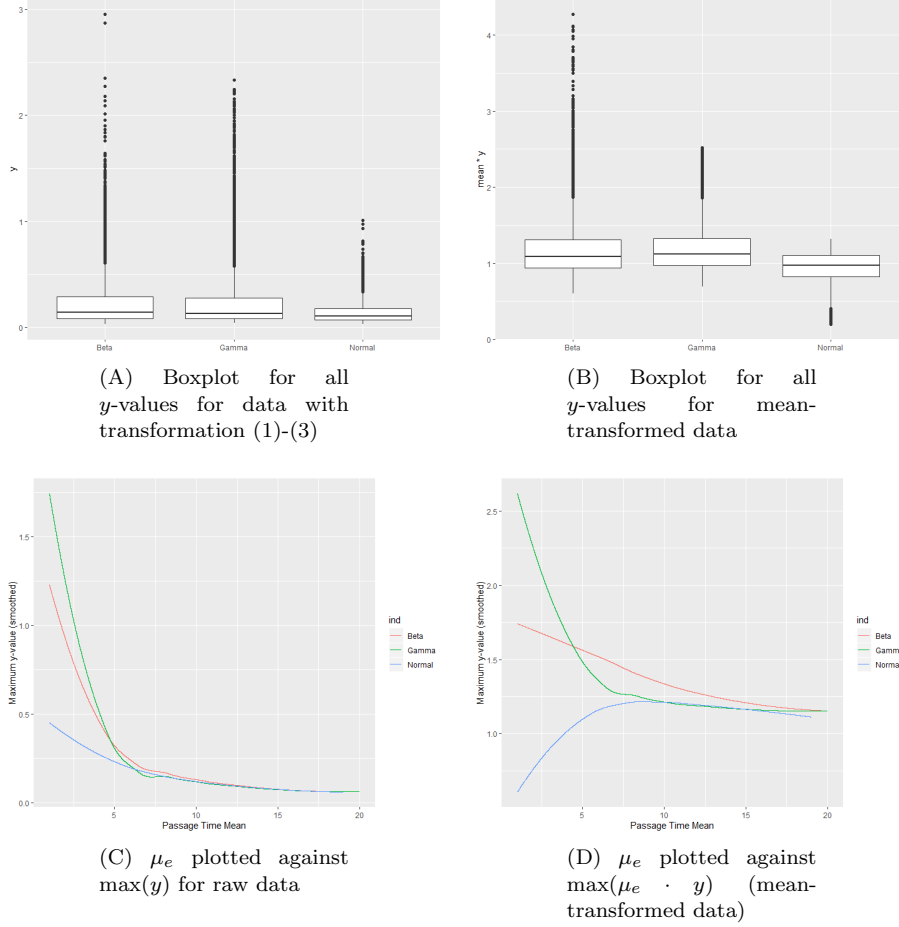 3
2
1
0
y
Beta
Gamma
Normal
4
3
2
1
0
mean * y
Beta
Gamma
Normal
(A) Boxplot for all
y-values for data with
transformation (1)-(3)
(B) Boxplot for all
y-values for mean-
transformed data
1.5
1.0
0.5
0.0
Maximum y-value (smoothed)
5
10
15
20
Passage Time Mean
ind
Beta
Gamma
Normal
2.5
2.0
1.5
1.0
Maximum y-value (smoothed)
5
10
15
20
Passage Time Mean
ind
Beta
Gamma
Normal
(C) μe plotted against
max(y) for raw data
(D) μe plotted against
max(μe · y) (mean-
transformed data)